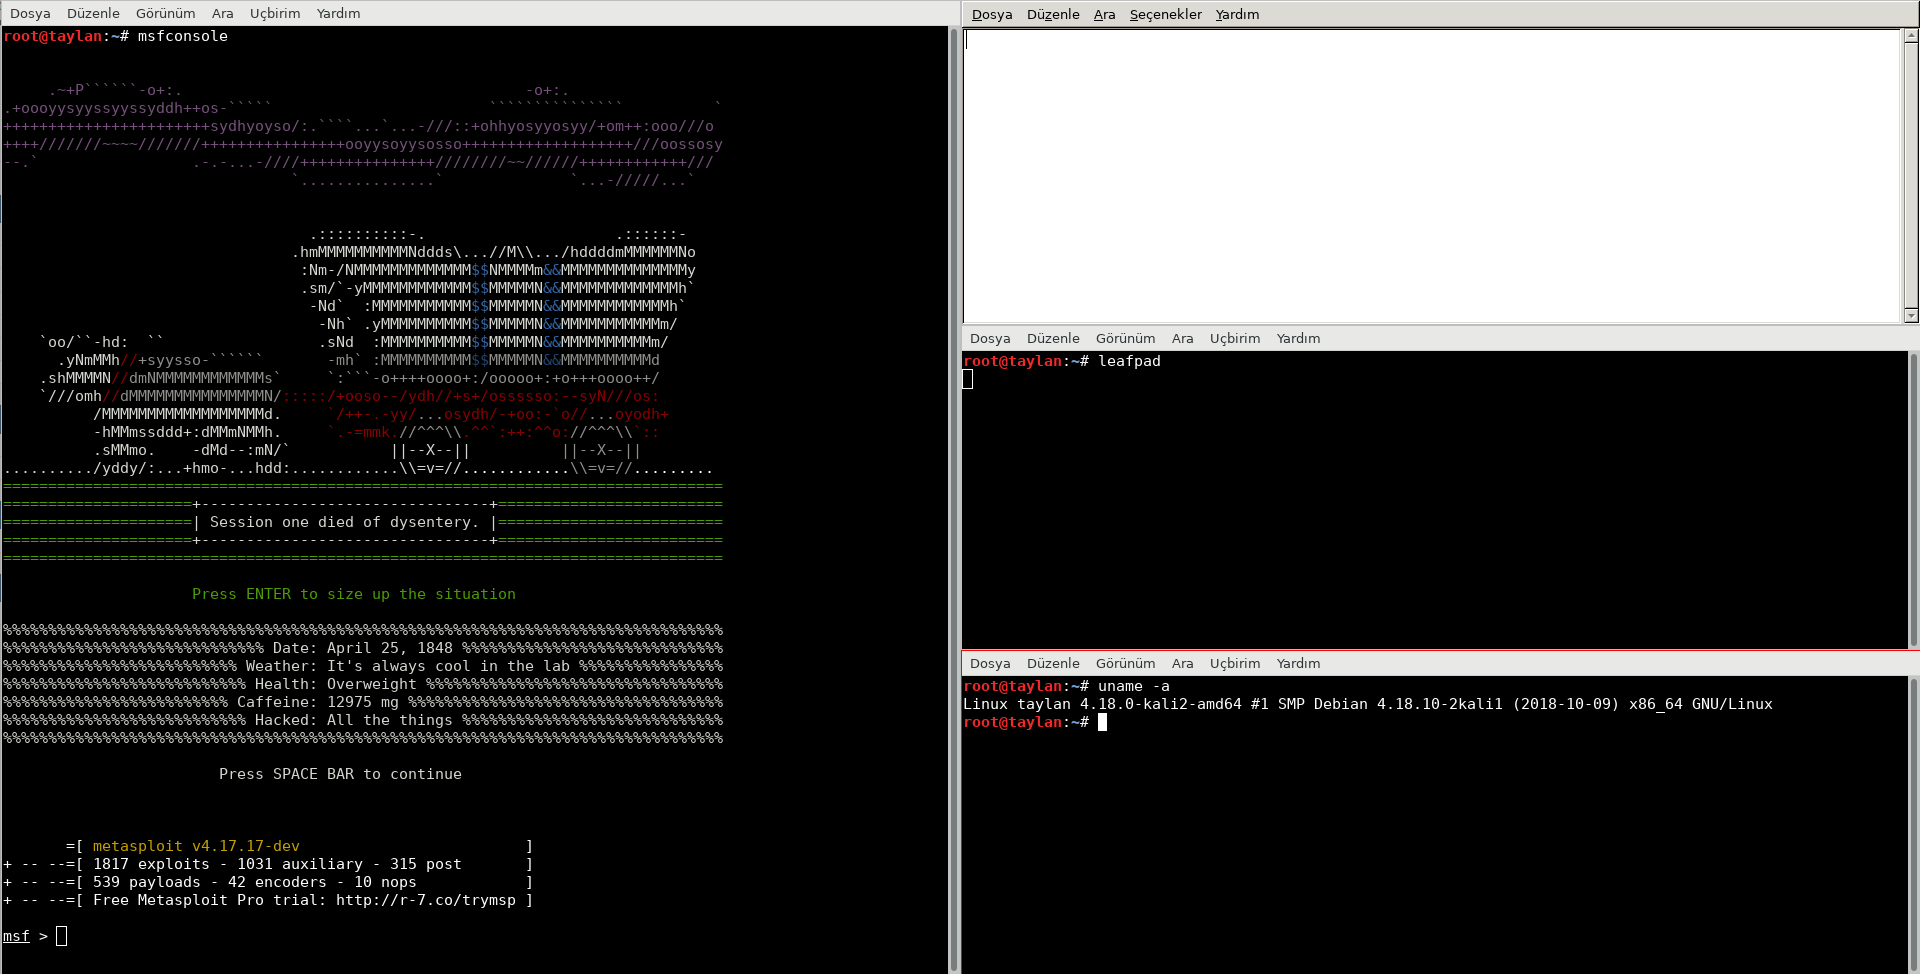 Dosya Düzenle Görünüm Ara Uçbirim Yardım
root@taylan:~# msfconsole
     .~+P``````-o+:.                                      -o+:.
.+oooyysyyssyyssyddh++os-`````                        ```````````````          `
+++++++++++++++++++++++sydhyoyso/:.````...`...-///::+ohhyosyyosyy/+om++:ooo///o
++++///////~~~~///////++++++++++++++++ooyysoyysosso+++++++++++++++++++///oossosy
--.`                 .-.-...-////+++++++++++++++////////~~//////++++++++++++///
                                `...............`              `...-/////...`
                                  .::::::::::-.                     .::::::-
                                .hmMMMMMMMMMMNddds\...//M\\.../hddddmMMMMMMNo
                                 :Nm-/NMMMMMMMMMMMMM$$NMMMMm&&MMMMMMMMMMMMMMy
                                 .sm/`-yMMMMMMMMMMMM$$MMMMMN&&MMMMMMMMMMMMMh`
                                  -Nd`  :MMMMMMMMMMM$$MMMMMN&&MMMMMMMMMMMMh`
                                   -Nh` .yMMMMMMMMMM$$MMMMMN&&MMMMMMMMMMMm/
    `oo/``-hd:  ``                 .sNd  :MMMMMMMMMM$$MMMMMN&&MMMMMMMMMMm/
      .yNmMMh//+syysso-``````       -mh` :MMMMMMMMMM$$MMMMMN&&MMMMMMMMMMd
    .shMMMMN//dmNMMMMMMMMMMMMs`     `:```-o++++oooo+:/ooooo+:+o+++oooo++/
    `///omh//dMMMMMMMMMMMMMMMN/:::::/+ooso--/ydh//+s+/ossssso:--syN///os:
          /MMMMMMMMMMMMMMMMMMd.     `/++-.-yy/...osydh/-+oo:-`o//...oyodh+
          -hMMmssddd+:dMMmNMMh.     `.-=mmk.//^^^\\.^^`:++:^^o://^^^\\`::
          .sMMmo.    -dMd--:mN/`           ||--X--||          ||--X--||
........../yddy/:...+hmo-...hdd:............\\=v=//............\\=v=//.........
================================================================================
=====================+--------------------------------+=========================
=====================| Session one died of dysentery. |=========================
=====================+--------------------------------+=========================
================================================================================
Press ENTER to size up the situation
%%%%%%%%%%%%%%%%%%%%%%%%%%%%%%%%%%%%%%%%%%%%%%%%%%%%%%%%%%%%%%%%%%%%%%%%%%%%%%
%%%%%%%%%%%%%%%%%%%%%%%%%%%%% Date: April 25, 1848 %%%%%%%%%%%%%%%%%%%%%%%%%%%%%
%%%%%%%%%%%%%%%%%%%%%%%%%% Weather: It's always cool in the lab %%%%%%%%%%%%%%%%
%%%%%%%%%%%%%%%%%%%%%%%%%%% Health: Overweight %%%%%%%%%%%%%%%%%%%%%%%%%%%%%%%%%
%%%%%%%%%%%%%%%%%%%%%%%%% Caffeine: 12975 mg %%%%%%%%%%%%%%%%%%%%%%%%%%%%%%%%%%%
%%%%%%%%%%%%%%%%%%%%%%%%%%% Hacked: All the things %%%%%%%%%%%%%%%%%%%%%%%%%%%%%
%%%%%%%%%%%%%%%%%%%%%%%%%%%%%%%%%%%%%%%%%%%%%%%%%%%%%%%%%%%%%%%%%%%%%%%%%%%%%%
Press SPACE BAR to continue
       =[ metasploit v4.17.17-dev                         ]
+ -- --=[ 1817 exploits - 1031 auxiliary - 315 post       ]
+ -- --=[ 539 payloads - 42 encoders - 10 nops            ]
+ -- --=[ Free Metasploit Pro trial: http://r-7.co/trymsp ]
msf >
Dosya Düzenle Ara Seçenekler Yardım
Dosya Düzenle Görünüm Ara Uçbirim Yardım
root@taylan:~# leafpad
Dosya Düzenle Görünüm Ara Uçbirim Yardım
root@taylan:~# uname -a
Linux taylan 4.18.0-kali2-amd64 #1 SMP Debian 4.18.10-2kali1 (2018-10-09) x86_64 GNU/Linux
root@taylan:~#